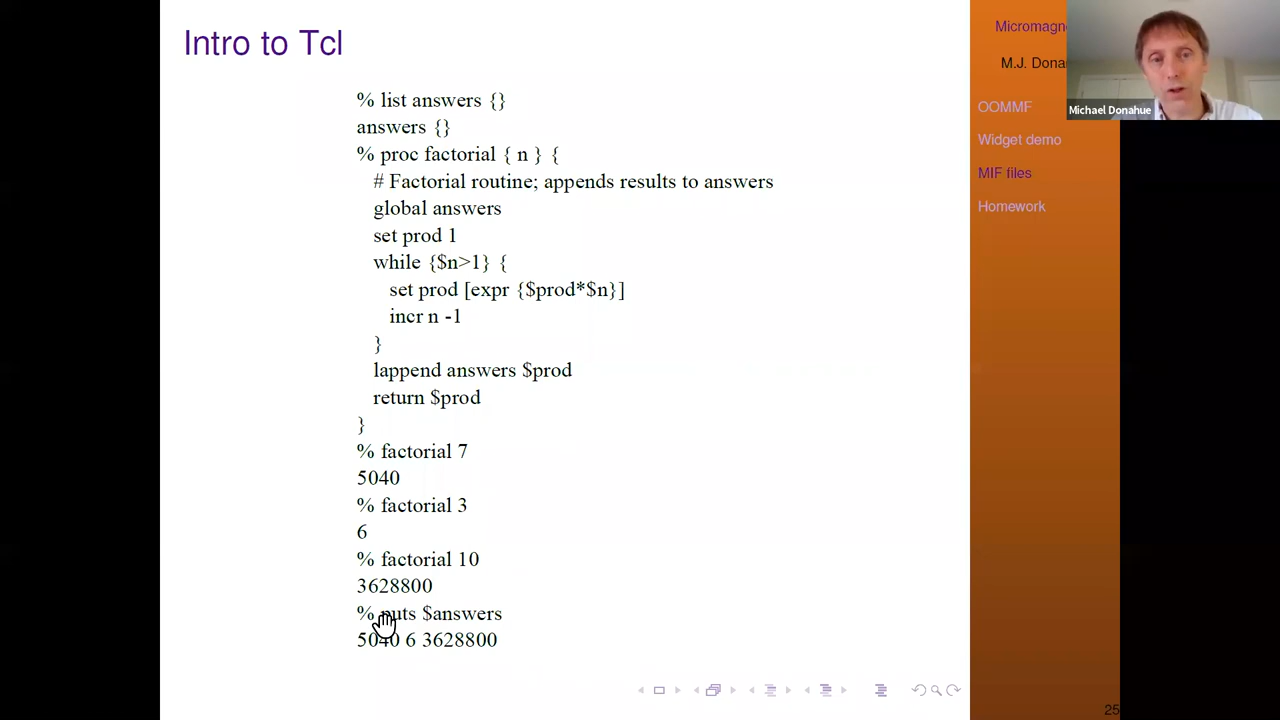 Intro to Tcl
% list answers {}
answers {}
% proc factorial { n } {
# Factorial routine; appends results to answers
global answers
set prod 1
while {$n>1} {
set prod [expr {$prod*$n}]
incr n -1
}
lappend answers $prod
return $prod
}
% factorial 7
5040
% factorial 3
6
% factorial 10
3628800
% puts $answers
5040 6 3628800
Micromagn
M.J. Dona
Michael Donahue
OOMMF
Widget demo
MIF files
Homework
25